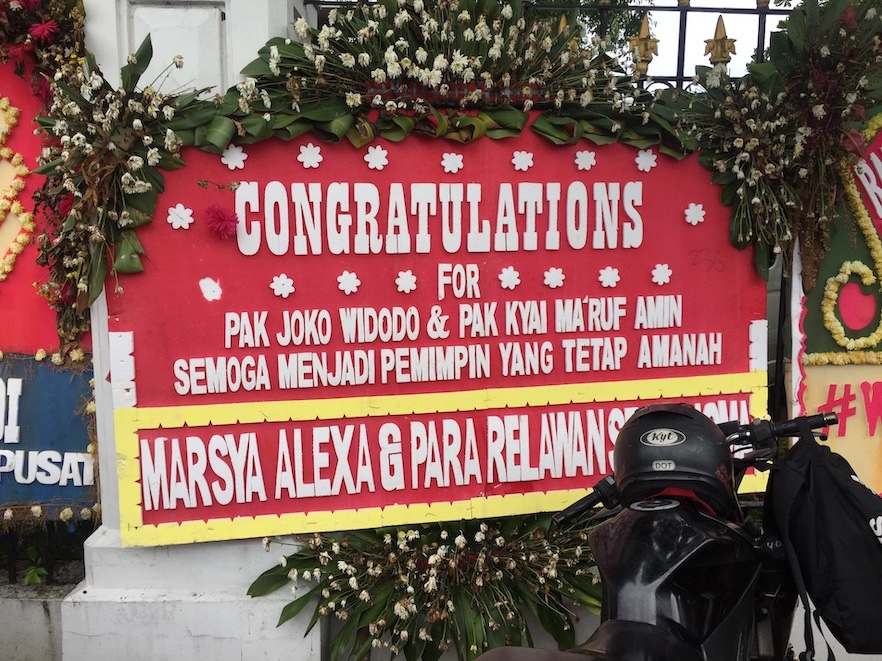 CONGRATULATIONS
FOR
PAK JOKO WIDODO & PAK KYAI MA'RUF AMIN
SEMOGA MENJADI PEMIMPIN YANG TETAP AMANAH
MARSYA ALEXA & PARA RELAWAN
DI
PUSAT
#W
Kyt
DOT